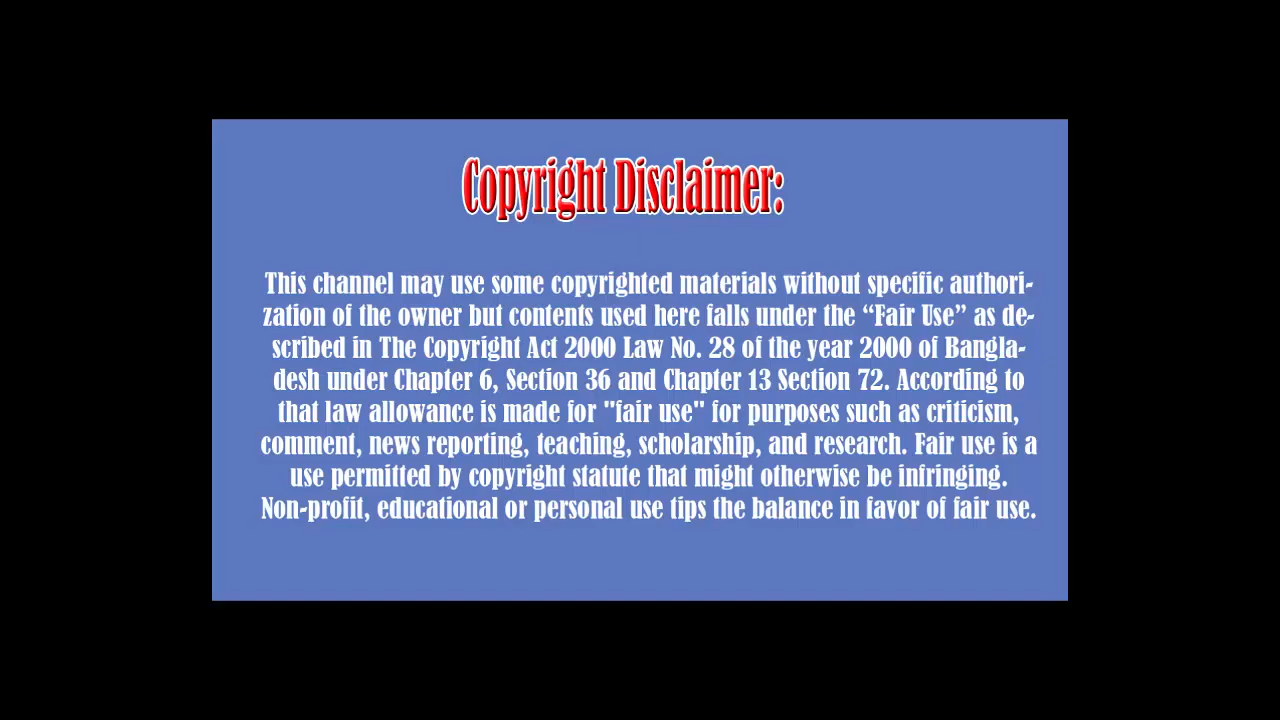 Copyright Disclaimer:
This channel may use some copyrighted materials without specific authori-
zation of the owner but contents used here falls under the “Fair Use” as de-
scribed in The Copyright Act 2000 Law No. 28 of the year 2000 of Bangla-
desh under Chapter 6, Section 36 and Chapter 13 Section 72. According to
that law allowance is made for "fair use" for purposes such as criticism,
comment, news reporting, teaching, scholarship, and research. Fair use is a
use permitted by copyright statute that might otherwise be infringing.
Non-profit, educational or personal use tips the balance in favor of fair use.